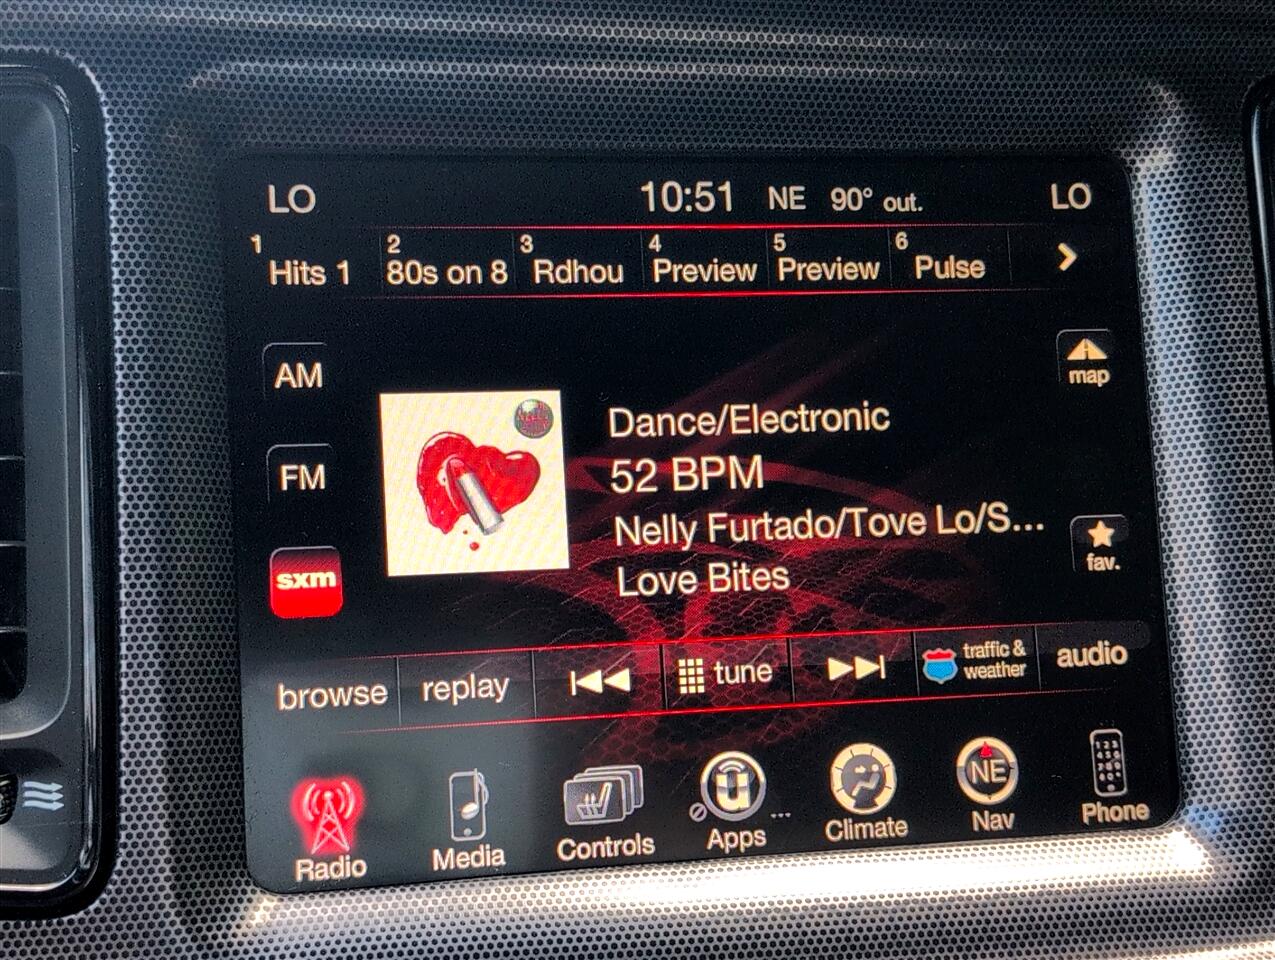 LO 10:51 NE 90° out. LO
1 2 3 4 5 6
Hits 1 80s on 8 Rdhou Preview Preview Pulse
AM
map
Dance/Electronic
52 BPM
FM
Nelly Furtado/Tove Lo/S...
fav.
sxm
Love Bites
browse replay tune traffic & weather audio
u NE
Radio Media Controls Apps ... Climate Nav Phone